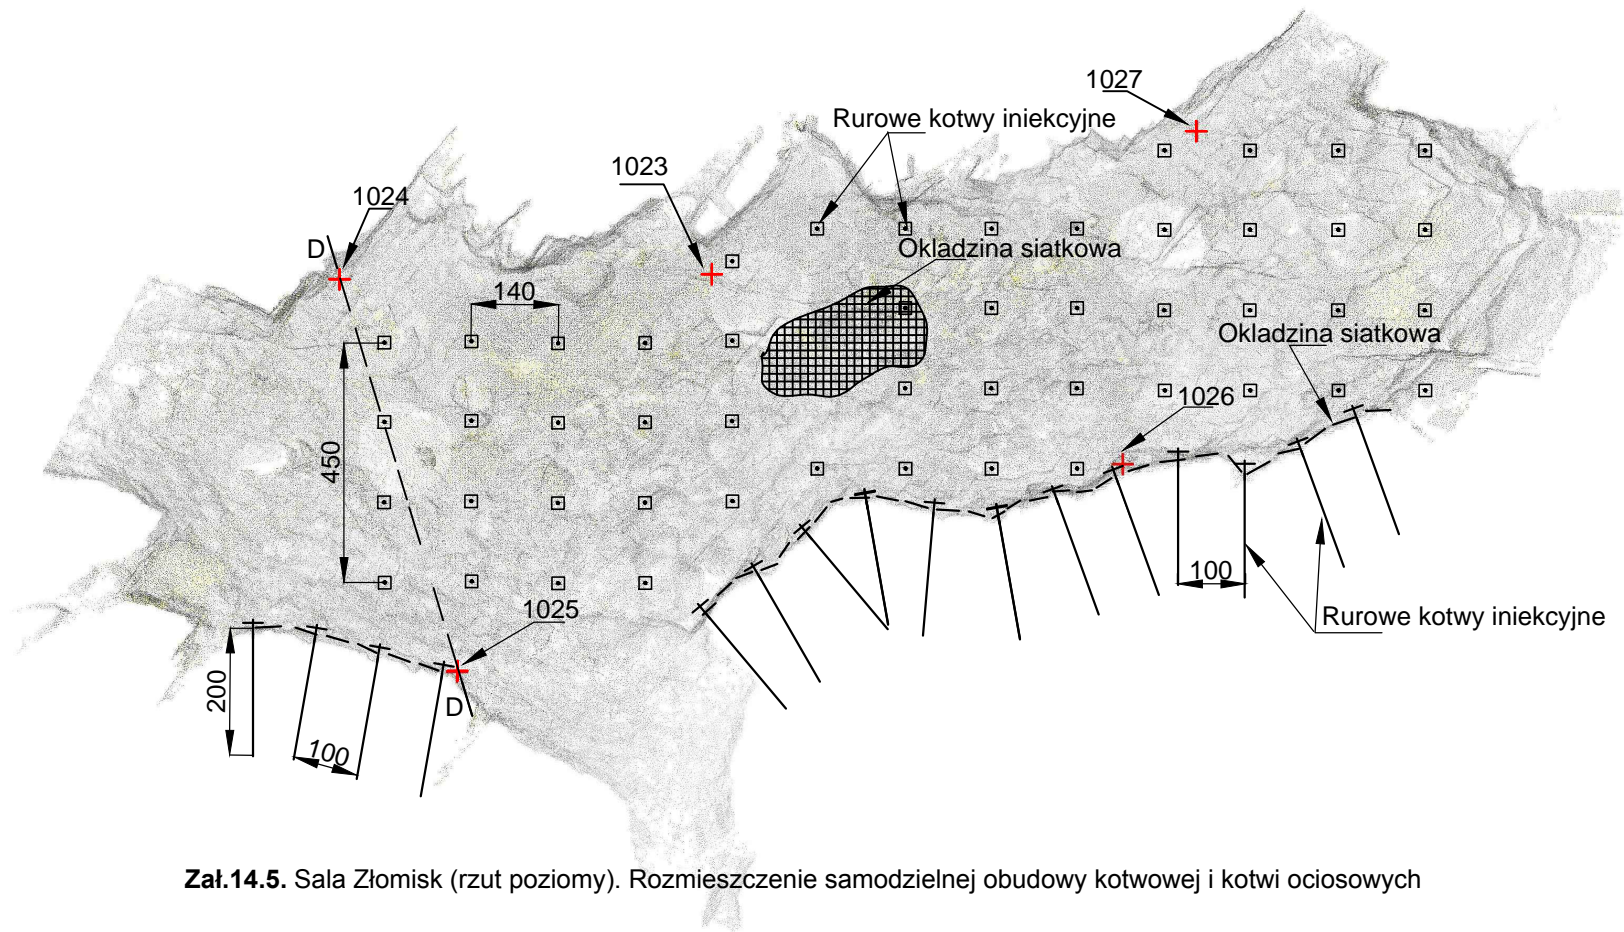 1027
Rurowe kotwy iniekcyjne
1023
1024
D
Okladzina siatkowa
140
Okladzina siatkowa
1026
450
100
1025
Rurowe kotwy iniekcyjne
200
D
100
Zał.14.5. Sala Złomisk (rzut poziomy). Rozmieszczenie samodzielnej obudowy kotwowej i kotwi ociosowych